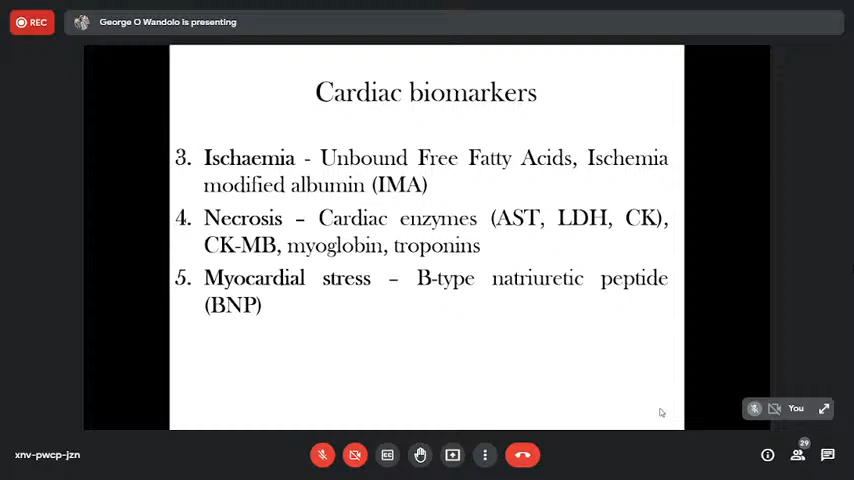 REC
George O Wandolo is presenting
Cardiac biomarkers
3. Ischaemia - Unbound Free Fatty Acids, Ischemia
modified albumin (IMA)
4. Necrosis – Cardiac enzymes (AST, LDH, CK),
CK-MB, myoglobin, troponins
5. Myocardial stress – B-type natriuretic peptide
(BNP)
You
xnv-pwcp-jzn
CC
29